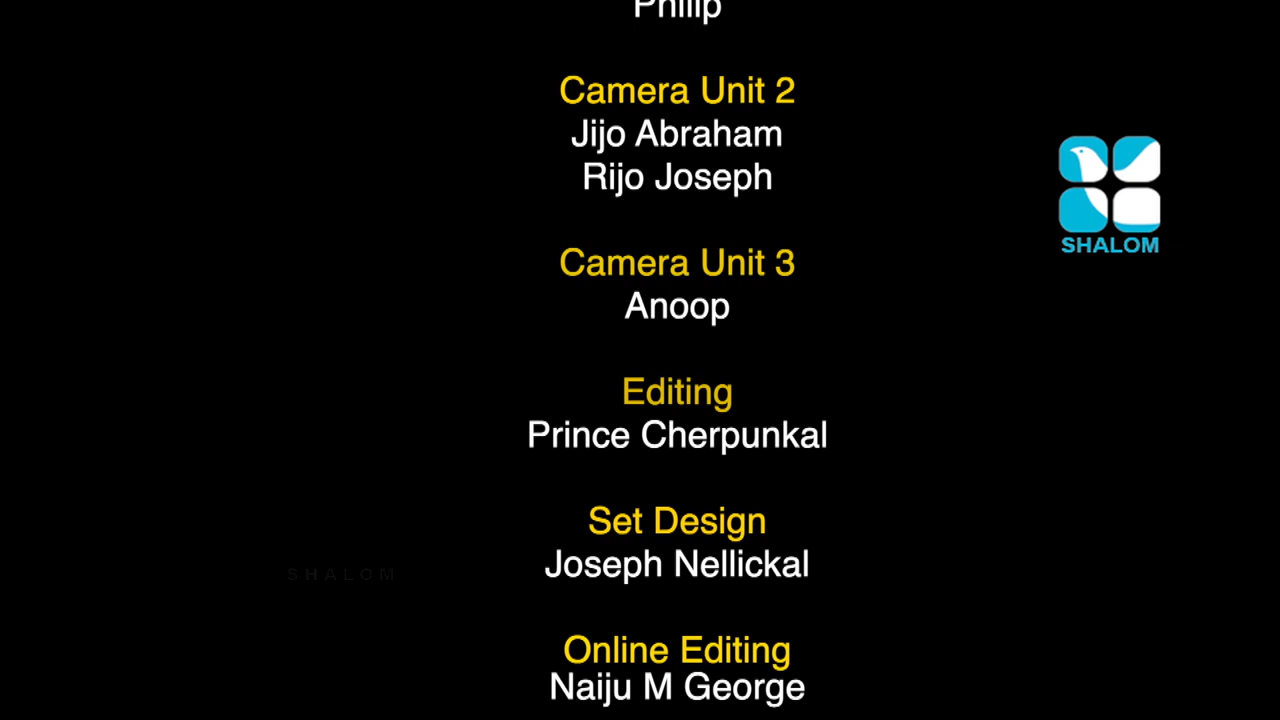 Philip
Camera Unit 2
Jijo Abraham
Rijo Joseph
SHALOM
Camera Unit 3
Anoop
Editing
Prince Cherpunkal
Set Design
Joseph Nellickal
SHALOM
Online Editing
Naiju M George